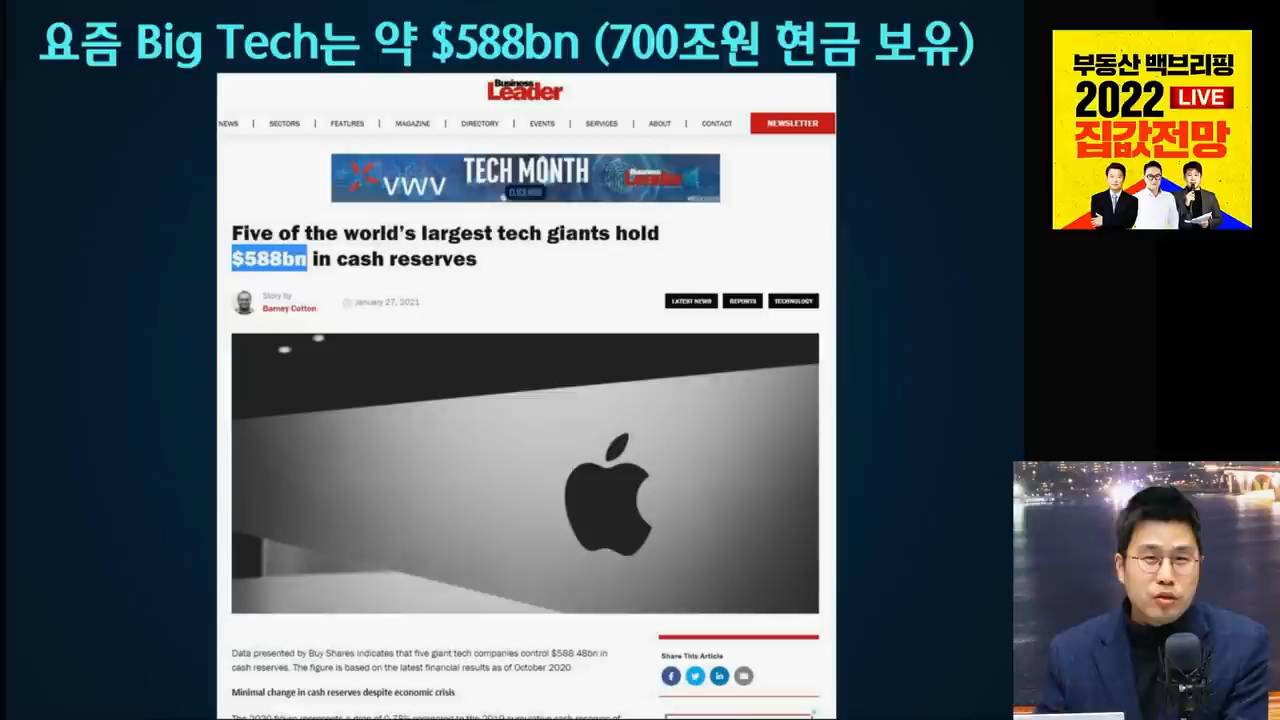 요즘 Big Tech는 약 $588bn (700조원 현금 보유)
부동산 백브리핑
2022 LIVE
집값전망
Business
Leader
NEWS | SECTORS | FEATURES | MAGAZINE | DIRECTORY | EVENTS | SERVICES | ABOUT | CONTACT NEWSLETTER
vwv TECH MONTH Business Leader
CLICK HERE
Five of the world's largest tech giants hold
$588bn in cash reserves
Story by
Barney Cotton
January 27, 2021
LATEST NEWS REPORTS TECHNOLOGY
Data presented by Buy Shares indicates that five giant tech companies control $588.48bn in
cash reserves. The figure is based on the latest financial results as of October 2020.
Share This Article
Minimal change in cash reserves despite economic crisis